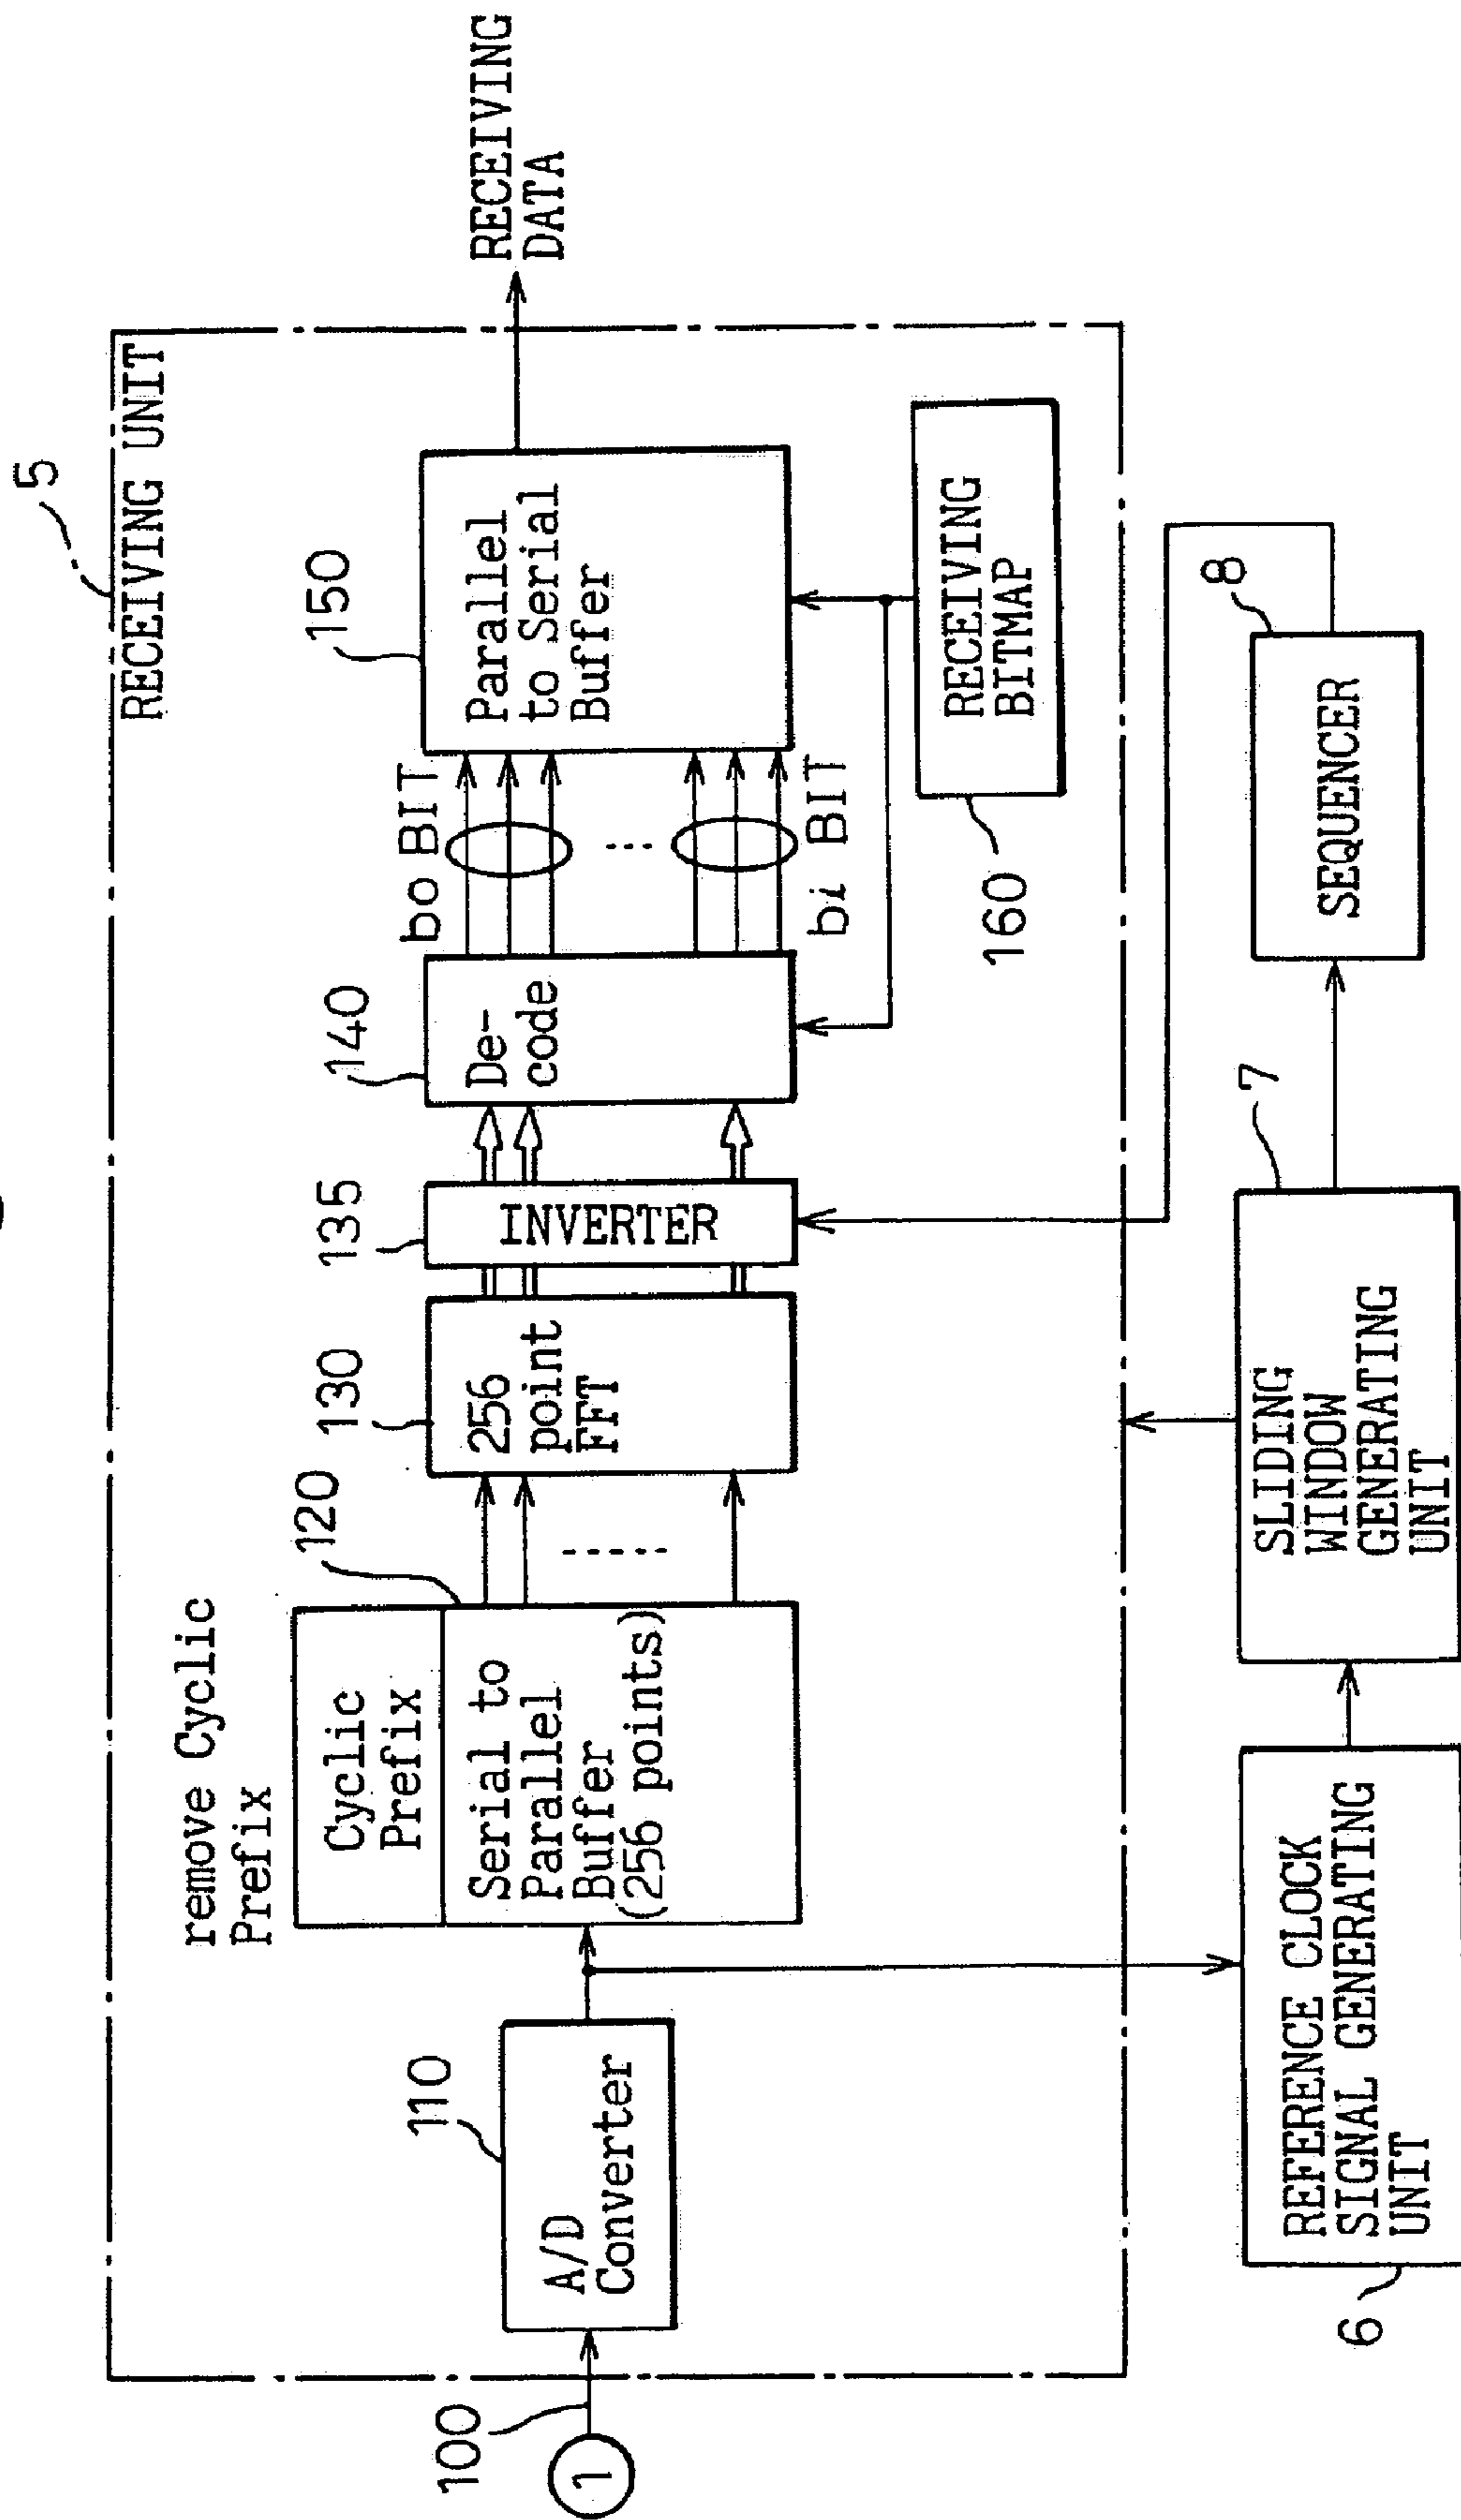 5
RECEIVING UNIT
remove Cyclic
Prefix
100
1
110
A/D
Converter
120
Cyclic
Prefix
Serial to
Parallel
Buffer
(256 points)
130
256
point
FFT
135
INVERTER
140
De-
code
bo BIT
bi BIT
150
Parallel
to Serial
Buffer
RECEIVING
DATA
160
RECEIVING
BITMAP
6
REFERENCE CLOCK
SIGNAL GENERATING
UNIT
7
SLIDING
WINDOW
GENERATING
UNIT
8
SEQUENCER